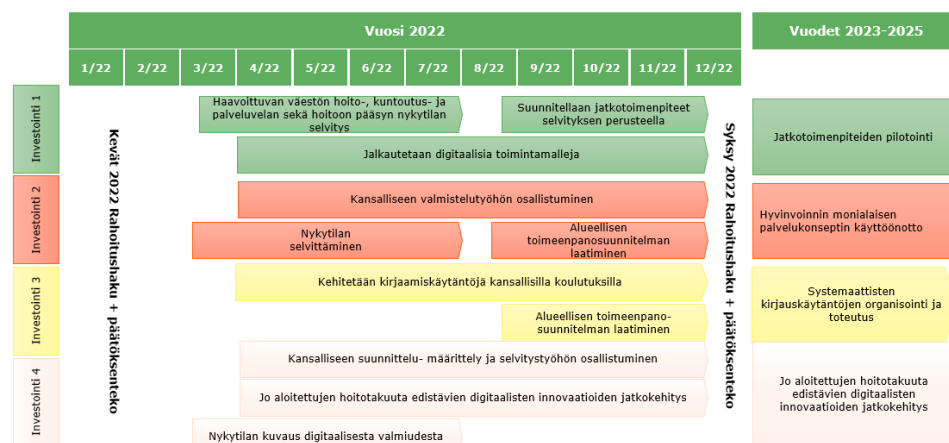 Vuosi 2022
Vuodet 2023-2025
1/22
2/22
3/22
4/22
5/22
6/22
7/22
8/22
9/22
10/22
11/22
12/22
Kevät 2022 Rahoitushaku + päätöksenteko
Syksy 2022 Rahoitushaku + päätöksenteko
Investointi 1
Haavoittuvan väestön hoito-, kuntoutus- ja
palveluvelan sekä hoitoon pääsyn nykytilan
selvitys
Suunnitellaan jatkotoimenpiteet
selvityksen perusteella
Jalkautetaan digitaalisia toimintamalleja
Jatkotoimenpiteiden pilotointi
Investointi 2
Kansalliseen valmistelutyöhön osallistuminen
Nykytilan
selvittäminen
Alueellisen
toimeenpanosuunnitelman
laatiminen
Hyvinvoinnin monialaisen
palvelukonseptin käyttöönotto
Investointi 3
Kehitetään kirjaamiskäytäntöjä kansallisilla koulutuksilla
Alueellisen toimeenpano-
suunnitelman laatiminen
Systemaattisten
kirjauskäytäntöjen organisointi ja
toteutus
Investointi 4
Kansalliseen suunnittelu- määrittely ja selvitystyöhön osallistuminen
Jo aloitettujen hoitotakuuta edistävien digitaalisten innovaatioiden jatkokehitys
Nykytilan kuvaus digitaalisesta valmiudesta
Jo aloitettujen hoitotakuuta
edistävien digitaalisten
innovaatioiden jatkokehitys